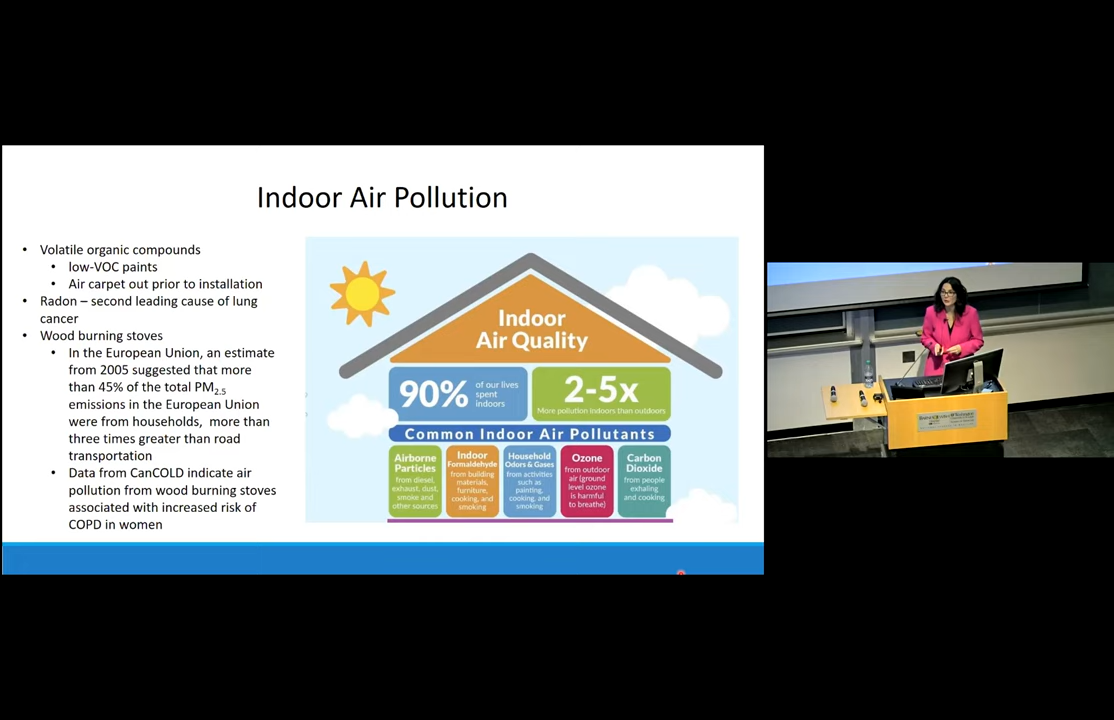 Indoor Air Pollution
• Volatile organic compounds
• low-VOC paints
• Air carpet out prior to installation
• Radon – second leading cause of lung
cancer
• Wood burning stoves
• In the European Union, an estimate
from 2005 suggested that more
than 45% of the total PM2.5
emissions in the European Union
were from households, more than
three times greater than road
transportation
• Data from CanCOLD indicate air
pollution from wood burning stoves
associated with increased risk of
COPD in women
Indoor
Air Quality
90%
of our lives
spent
indoors
2-5x
More pollution indoors than outdoors
Common Indoor Air Pollutants
Airborne
Particles
from diesel,
exhaust, dust,
smoke and
other sources
Indoor
Formaldehyde
from building
materials,
furniture,
cooking, and
smoking
Household
Odors & Gases
from activities
such as
painting,
cooking, and
smoking
Ozone
from outdoor
air (ground
level ozone
is harmful
to breathe)
Carbon
Dioxide
from people
exhaling
and cooking